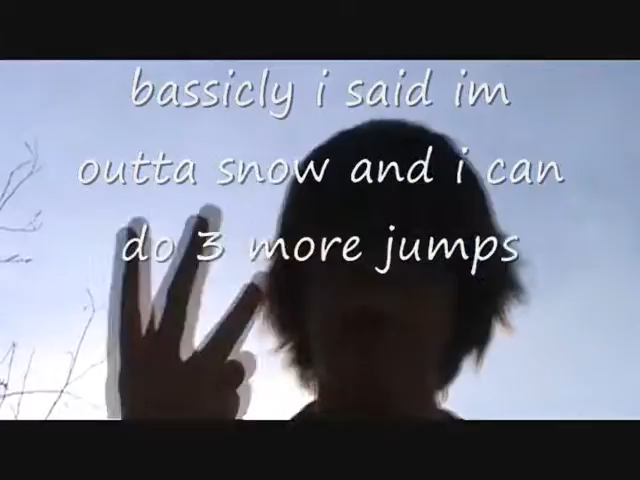 bassicly i said im
outta snow and i can
do 3 more jumps